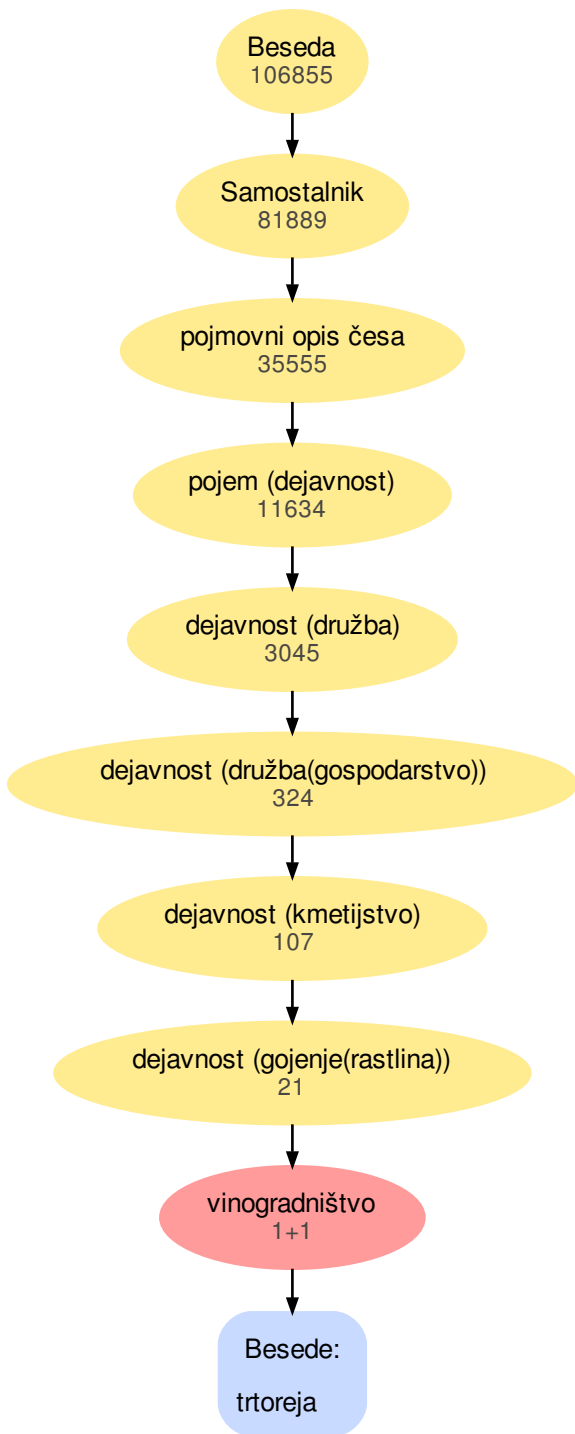 Beseda
106855
Samostalnik
81889
pojmovni opis česa
35555
pojem (dejavnost)
11634
dejavnost (družba)
3045
dejavnost (družba(gospodarstvo))
324
dejavnost (kmetijstvo)
107
dejavnost (gojenje(rastlina))
21
vinogradništvo
1+1
Besede:
trtoreja